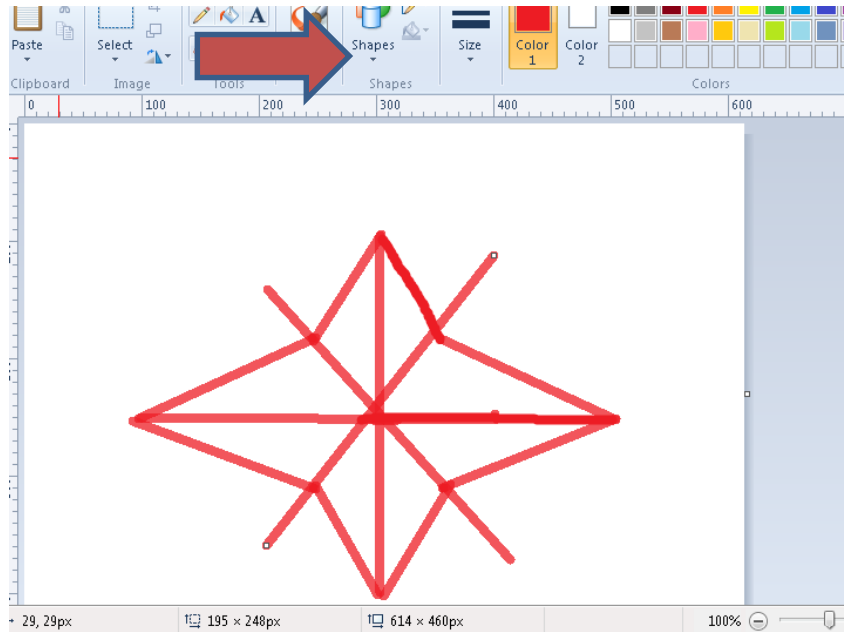 A
Paste
Select
Shapes
Size
Color
1
Color
2
Clipboard
Image
Tools
Shapes
Colors
0 100 200 300 400 500 600
29, 29px
195 × 248px
614 × 460px
100%